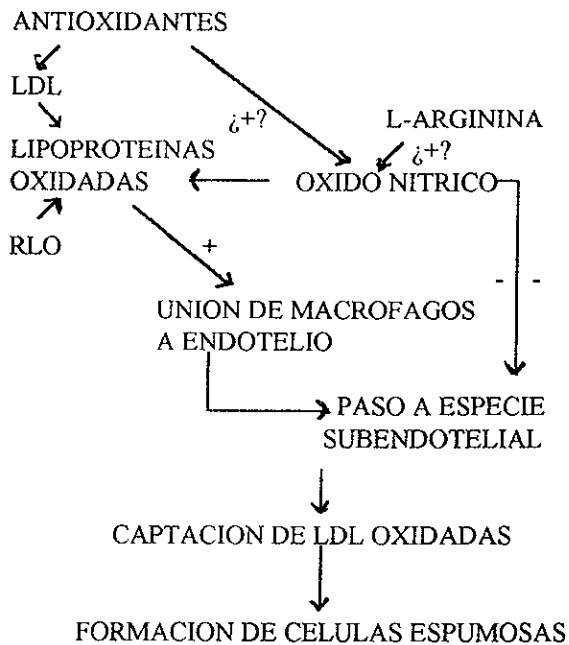 ANTIOXIDANTES
LDL
¿+?
L-ARGININA
¿+?
LIPOPROTEINAS
OXIDADAS
OXIDO NITRICO
RLO
+
- -
UNION DE MACROFAGOS
A ENDOTELIO
PASO A ESPECIE
SUBENDOTELIAL
CAPTACION DE LDL OXIDADAS
FORMACION DE CELULAS ESPUMOSAS